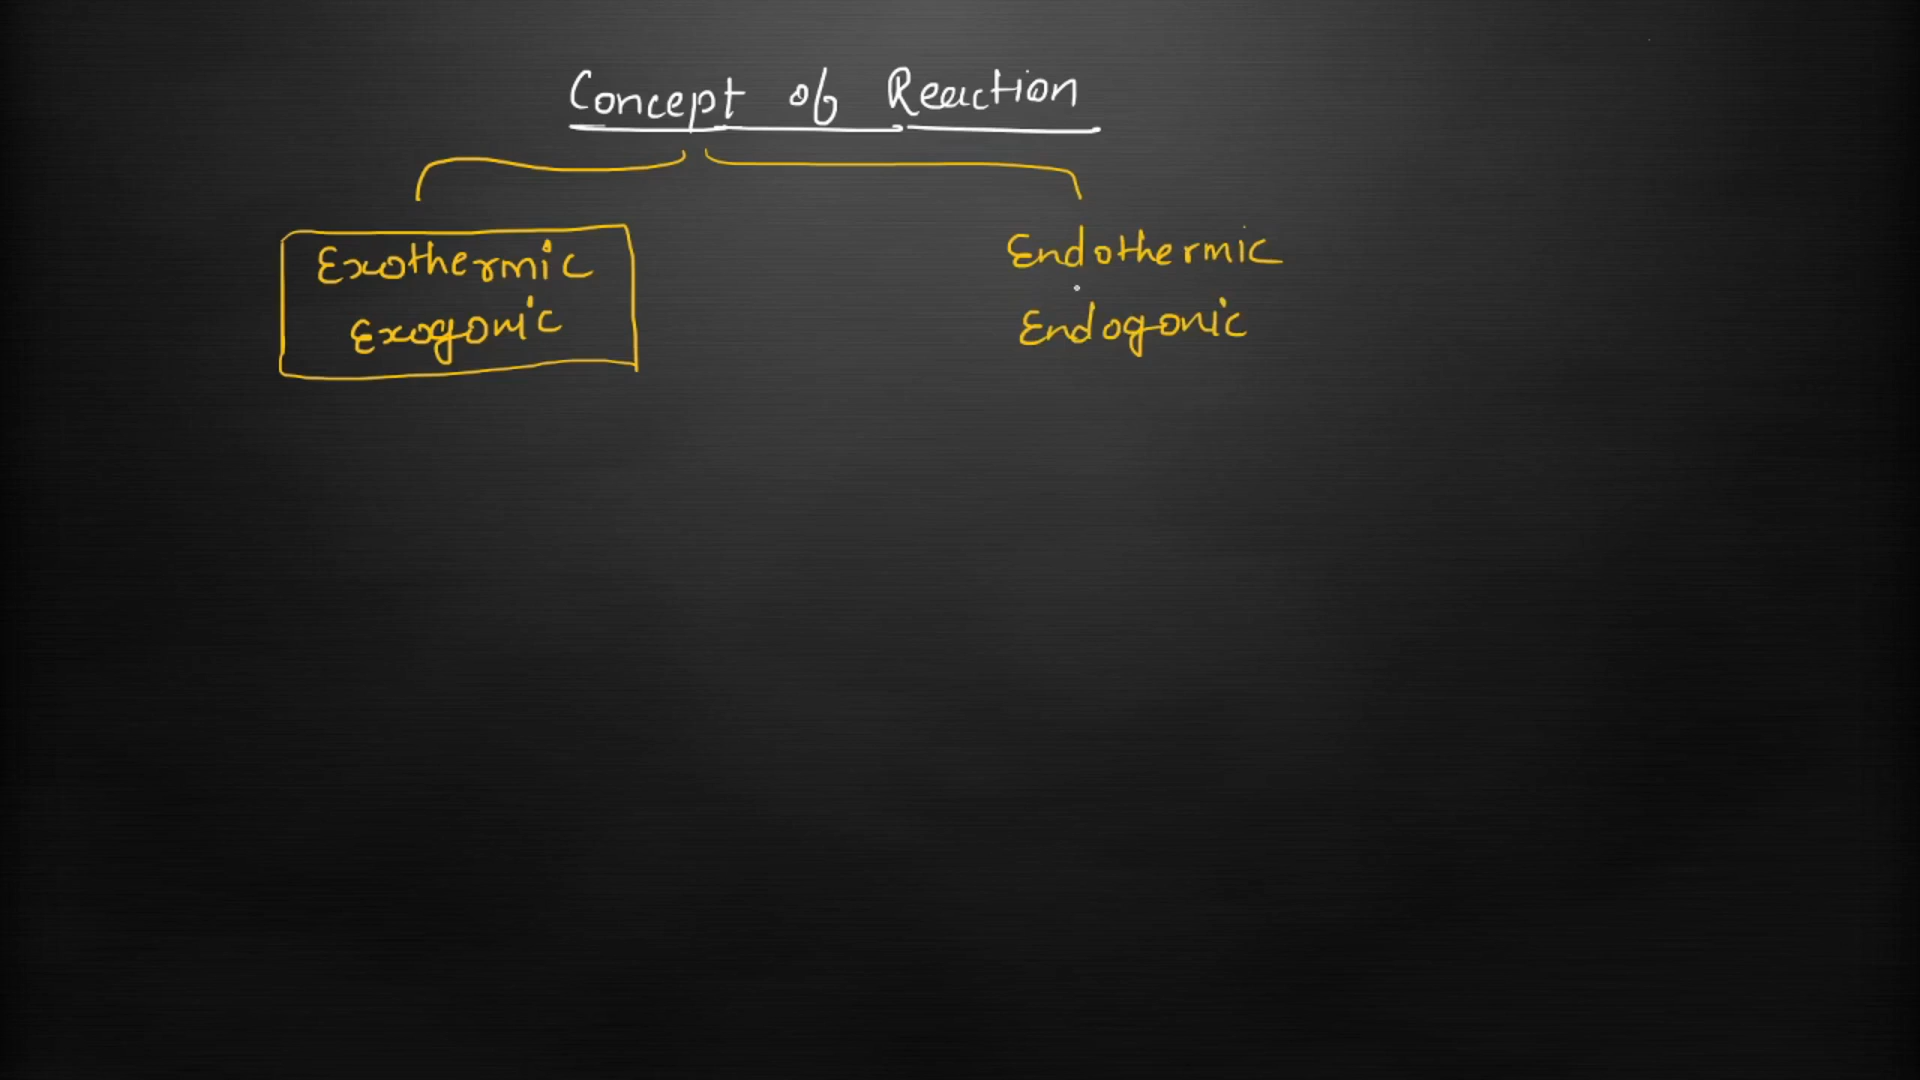 Concept of Reaction
Exothermic
Exogonic
Endothermic
Endogonic